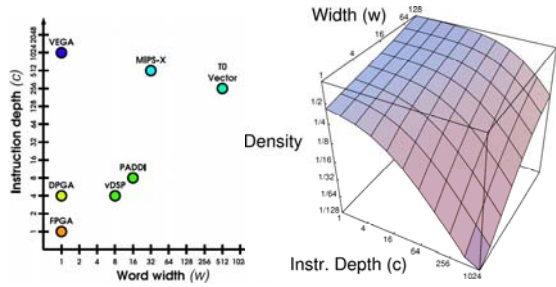 Instruction depth (c)
2048
1024
512
256
128
64
32
16
8
4
2
1
VEGA
MIPS-X
T0
Vector
PADDI
DPGA
vDSP
FPGA
1 2 4 8 16 32 64 128 256 512 102
Word width (w)
Width (w)
128
64
16
4
1
Density
1/2
1/4
1/8
1/16
1/32
1/64
1/128
1
4
16
64
256
1024
Instr. Depth (c)